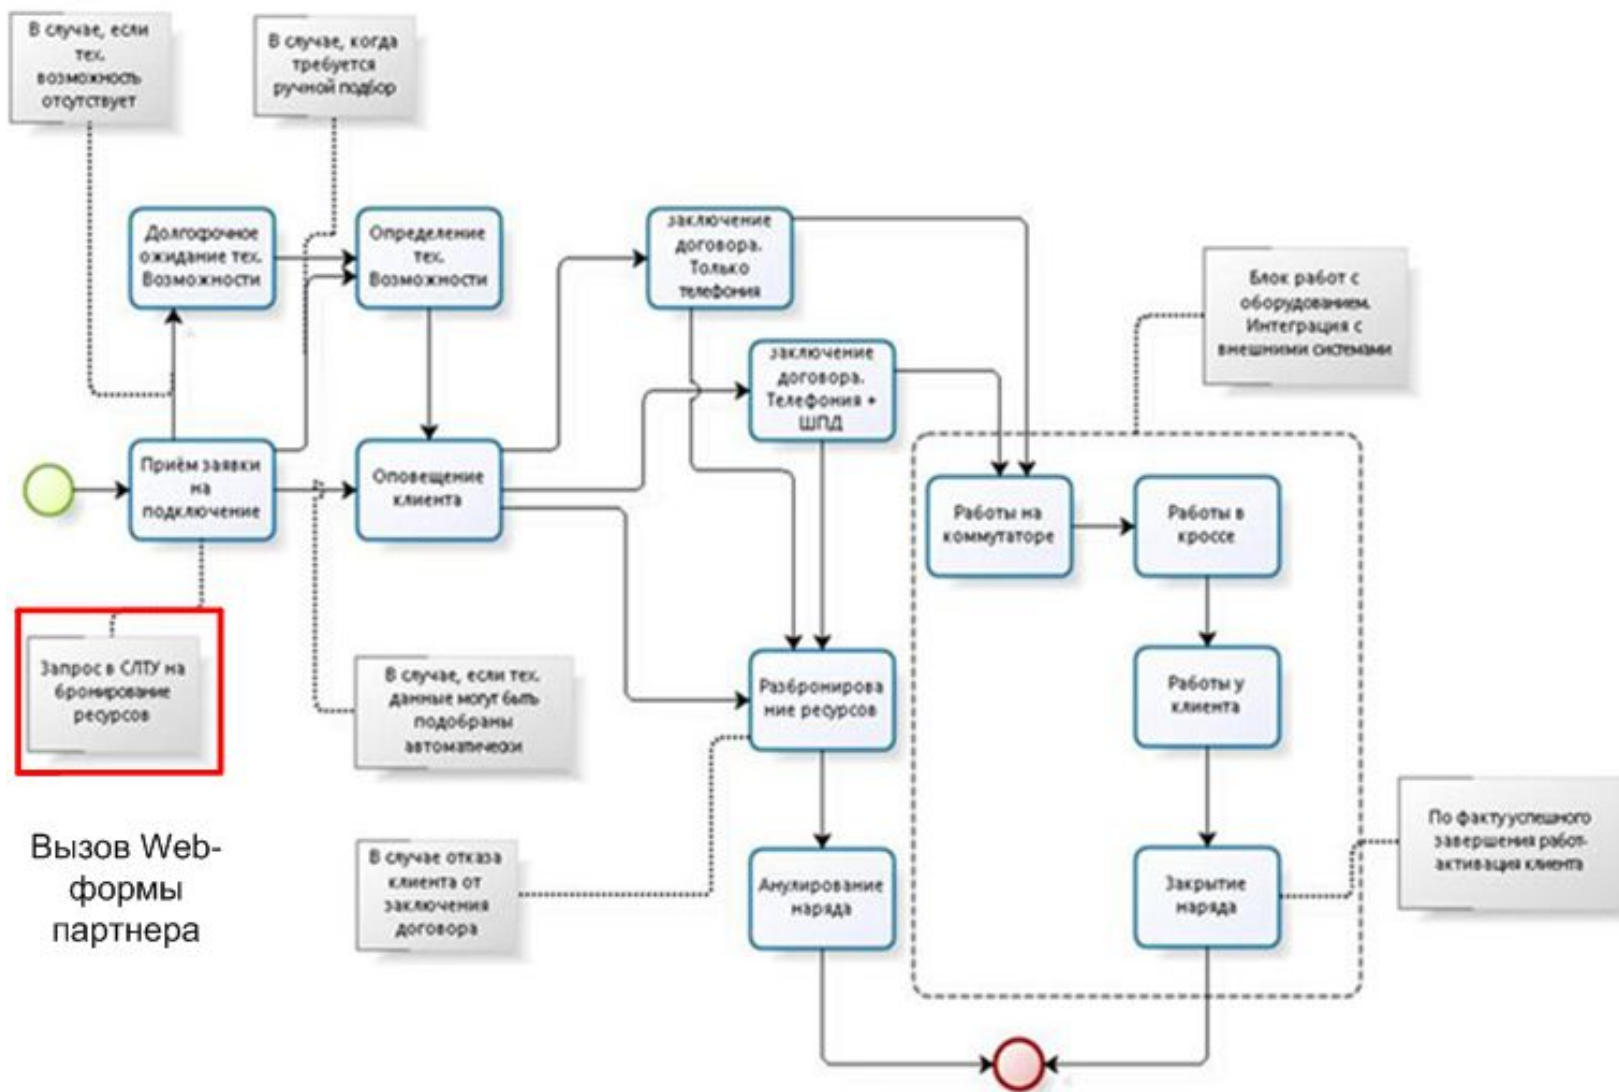 В случае, если
тех.
возможность
отсутствует
В случае, когда
требуется
ручной подбор
Долгофочное
ожидание тех.
Возможности
Определение
тех.
Возможности
заключение
договора.
Только
телефония
Блок работ с
оборудованием.
Интеграция с
внешними системами
заключение
договора.
Телефония +
ШПД
Приём заявки
на
подключение
Оповещение
клиента
Работы на
коммутаторе
Работы в
кроссе
Запрос в СЛТУ на
бронирование
ресурсов
В случае, если тех.
данные могут быть
подобраны
автоматически
Разбронирова
ние ресурсов
Работы у
клиента
Вызов Web-
формы
партнера
В случае отказа
клиента от
заключения
договора
Анулирование
наряда
Закрытие
наряда
По факту успешного
завершения работ-
активация клиента